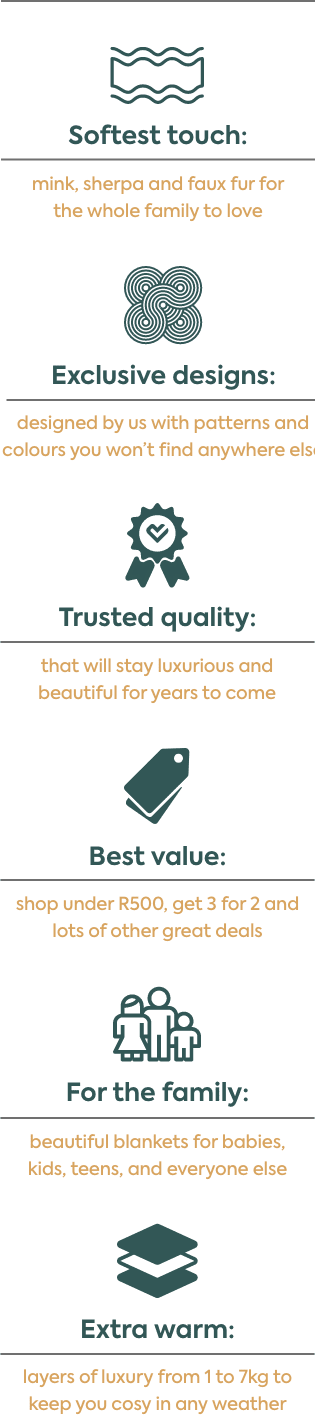 Softest touch:
mink, sherpa and faux fur for
the whole family to love
Exclusive designs:
designed by us with patterns and
colours you won't find anywhere els
Trusted quality:
that will stay luxurious and
beautiful for years to come
Best value:
shop under R500, get 3 for 2 and
lots of other great deals
For the family:
beautiful blankets for babies,
kids, teens, and everyone else
Extra warm:
layers of luxury from 1 to 7kg to
keep you cosy in any weather